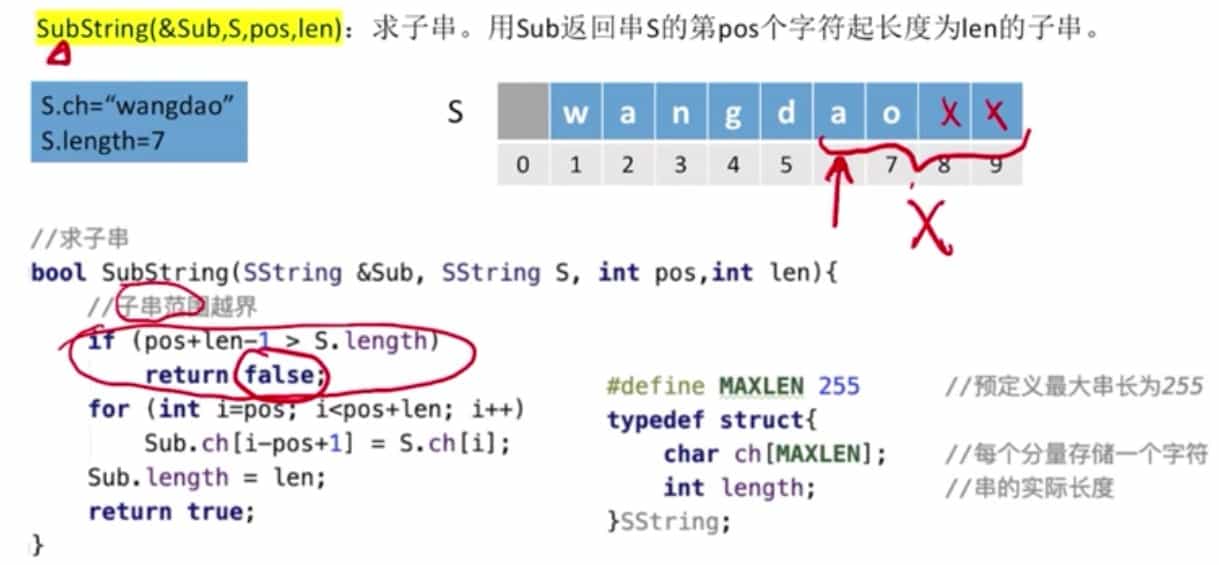 SubString(&Sub,S,pos,len)：求子串。用Sub返回串S的第pos个字符起长度为len的子串。
S.ch=“wangdao”
S.length=7
S
w a n g d a o X X
0 1 2 3 4 5 7 8 9
X
//求子串
bool SubString(SString &Sub, SString S, int pos,int len){
//子串范围越界
if (pos+len-1 > S.length)
return false;
for (int i=pos; i<pos+len; i++)
Sub.ch[i-pos+1] = S.ch[i];
Sub.length = len;
return true;
}
#define MAXLEN 255 //预定义最大串长为255
typedef struct{
char ch[MAXLEN]; //每个分量存储一个字符
int length; //串的实际长度
}SString;